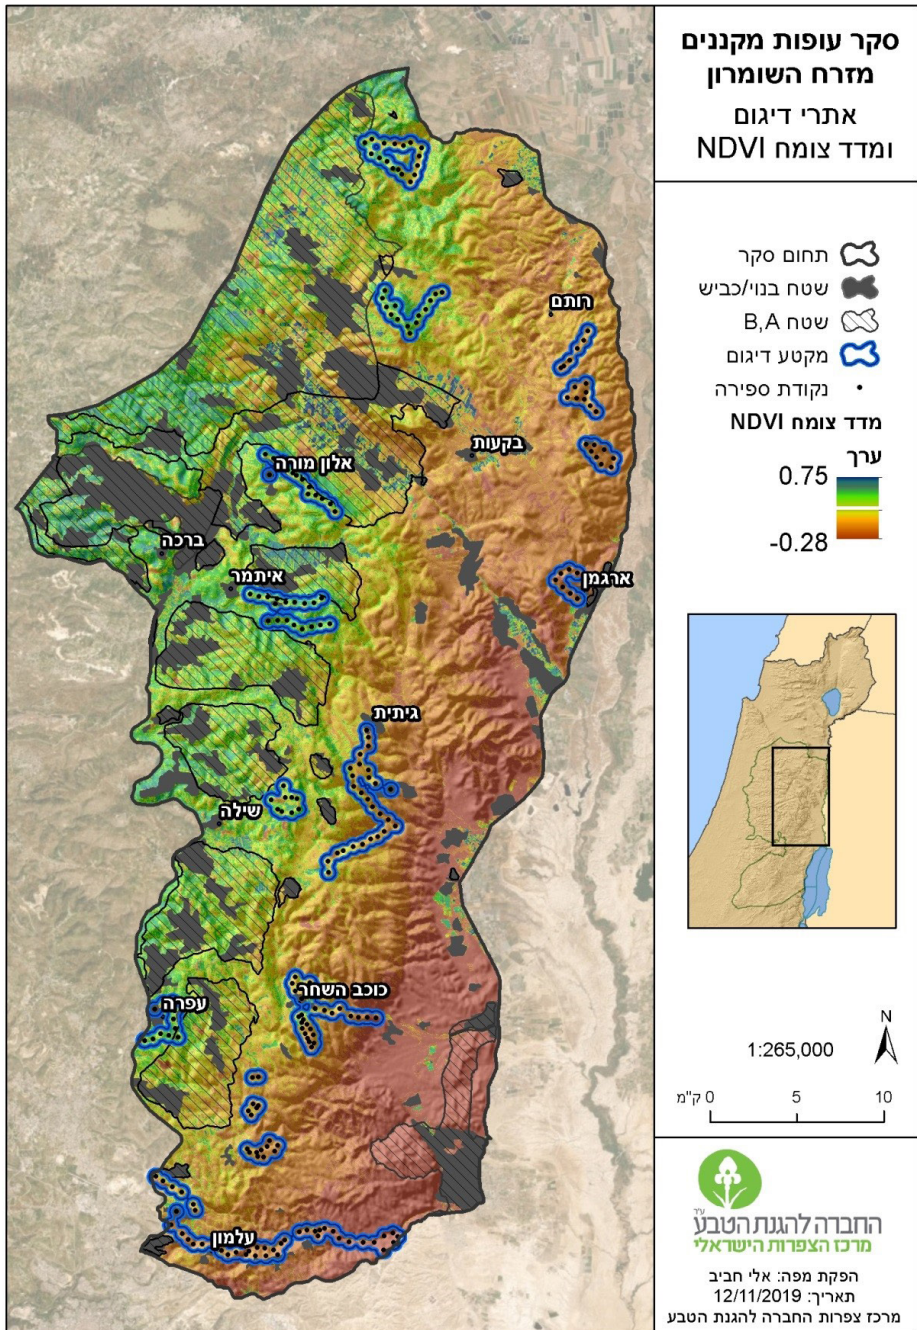 סקר עופות מקננים
מזרח השומרון
אתרי דיגום
ומדד צומח NDVI
תחום סקר
שטח בנוי/כביש
שטח B,A
מקטע דיגום
נקודת ספירה
מדד צומח NDVI
ערך
0.75
-0.28
רותם
בקעות
אלון מורה
ברכה
איתמר
ארגמן
גיתית
שילה
כוכב השחר
עפרה
עלמון
N
1:265,000
ק"מ 0 5 10
החברה להגנת הטבע
ע"ר
מרכז הצפרות הישראלי
הפקת מפה: אלי חביב
תאריך: 12/11/2019
מרכז צפרות החברה להגנת הטבע